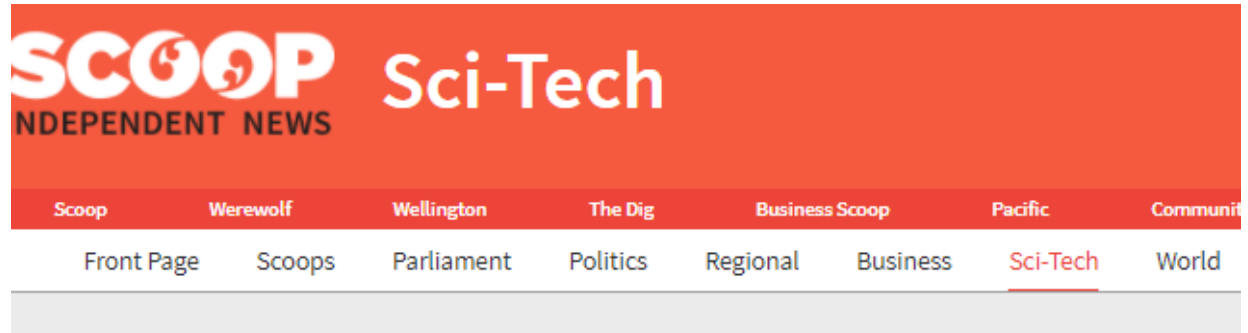 SCOOP Sci-Tech
NDEPENDENT NEWS
Scoop Werewolf Wellington The Dig Business Scoop Pacific Communit
Front Page Scoops Parliament Politics Regional Business Sci-Tech World